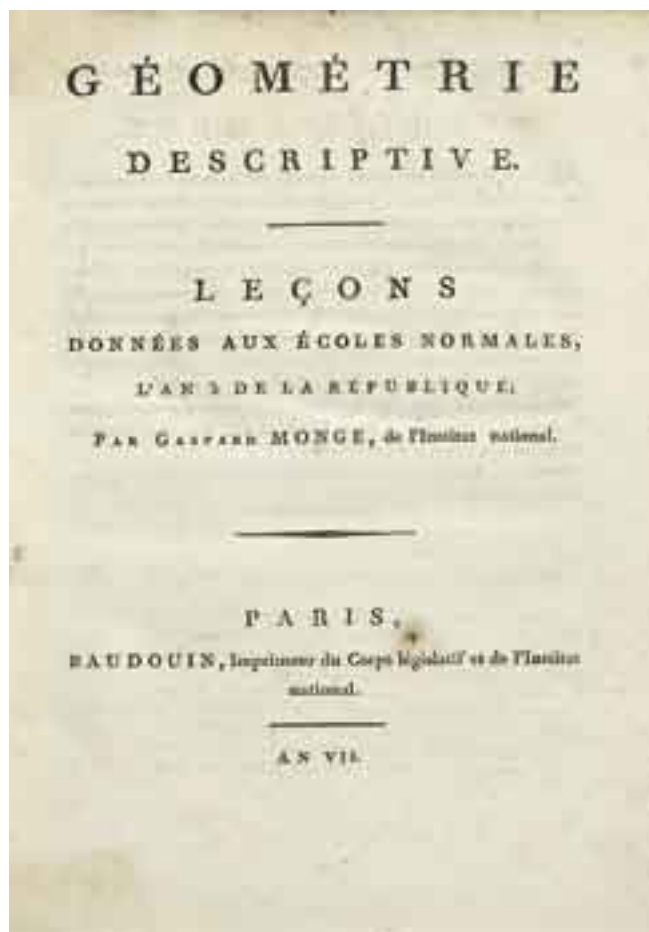 GÉOMÉTRIE
DESCRIPTIVE.
LEÇONS
DONNÉES AUX ÉCOLES NORMALES,
L'AN 3 DE LA RÉPUBLIQUE;
PAR GASPARD MONGE, de l'Institut national.
PARIS,
BAUDOUIN, Imprimeur du Corps législatif et de l'Institut
national.
AN VII.